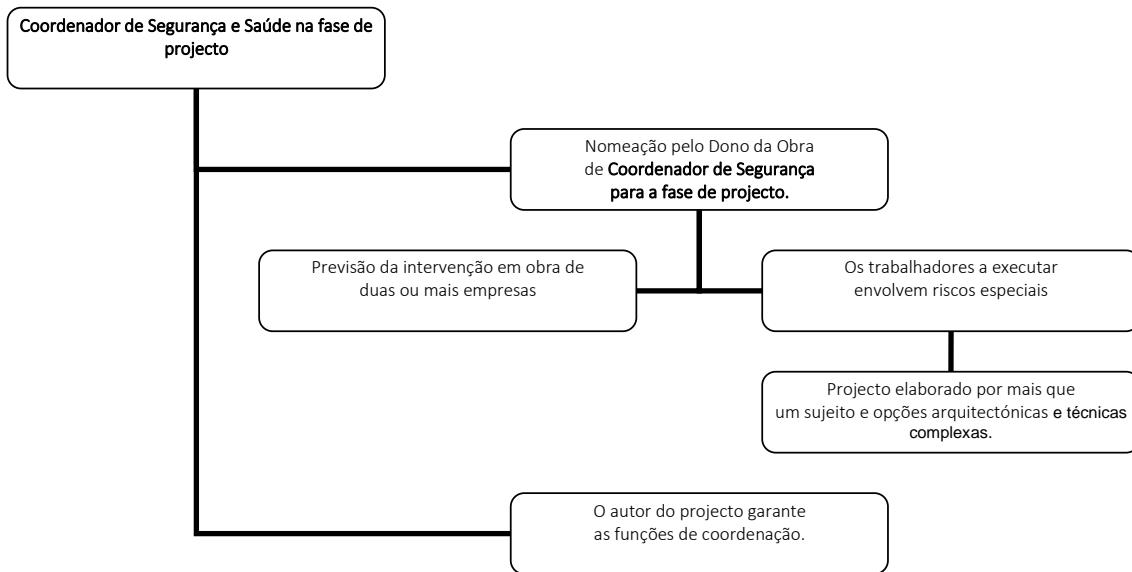 Coordenador de Segurança e Saúde na fase de
projecto
Nomeação pelo Dono da Obra
de Coordenador de Segurança
para a fase de projecto.
Previsão da intervenção em obra de
duas ou mais empresas
Os trabalhadores a executar
envolvem riscos especiais
Projecto elaborado por mais que
um sujeito e opções arquitectónicas e técnicas
complexas.
O autor do projecto garante
as funções de coordenação.